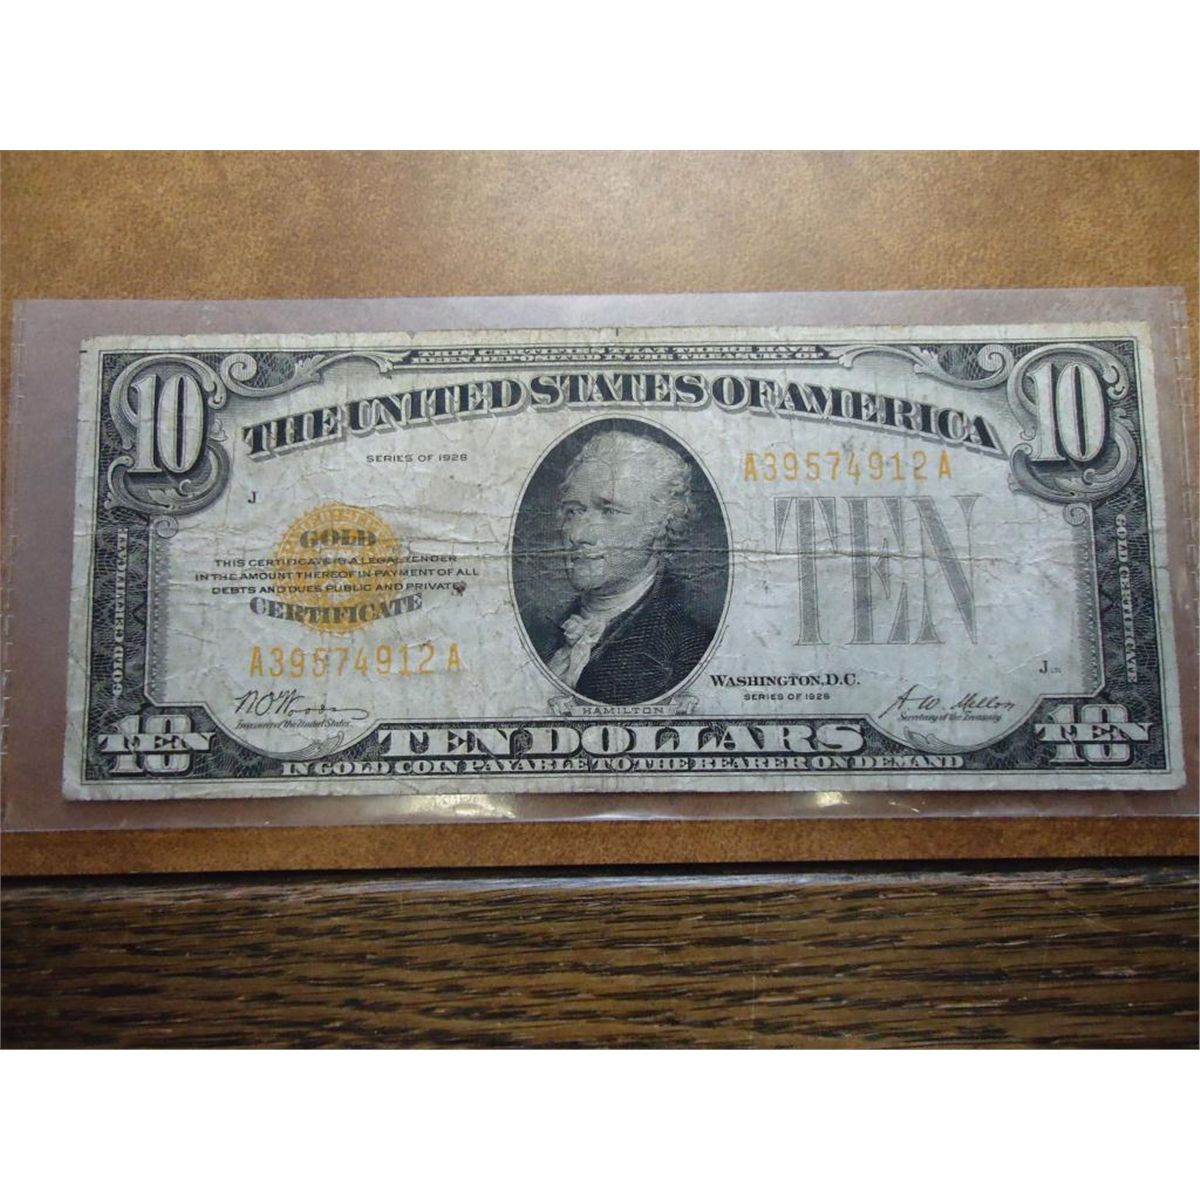 THIS CERTIFIES THAT THERE HAVE
BEEN DEPOSITED IN THE TREASURY OF
10
10
THE UNITED STATES OF AMERICA
SERIES OF 1928
A39574912A
J
GOLD
THIS CERTIFICATE IS A LEGAL TENDER
IN THE AMOUNT THEREOF IN PAYMENT OF ALL
DEBTS AND DUES PUBLIC AND PRIVATE
CERTIFICATE
TEN
GOLD CERTIFICATE
GOLD CERTIFICATE
A39574912A
WASHINGTON, D.C.
J
SERIES OF 1928
Treasurer of the United States
HAMILTON
A. W. Mellon
Secretary of the Treasury
10
TEN
TEN DOLLARS
10
TEN
IN GOLD COIN PAYABLE TO THE BEARER ON DEMAND